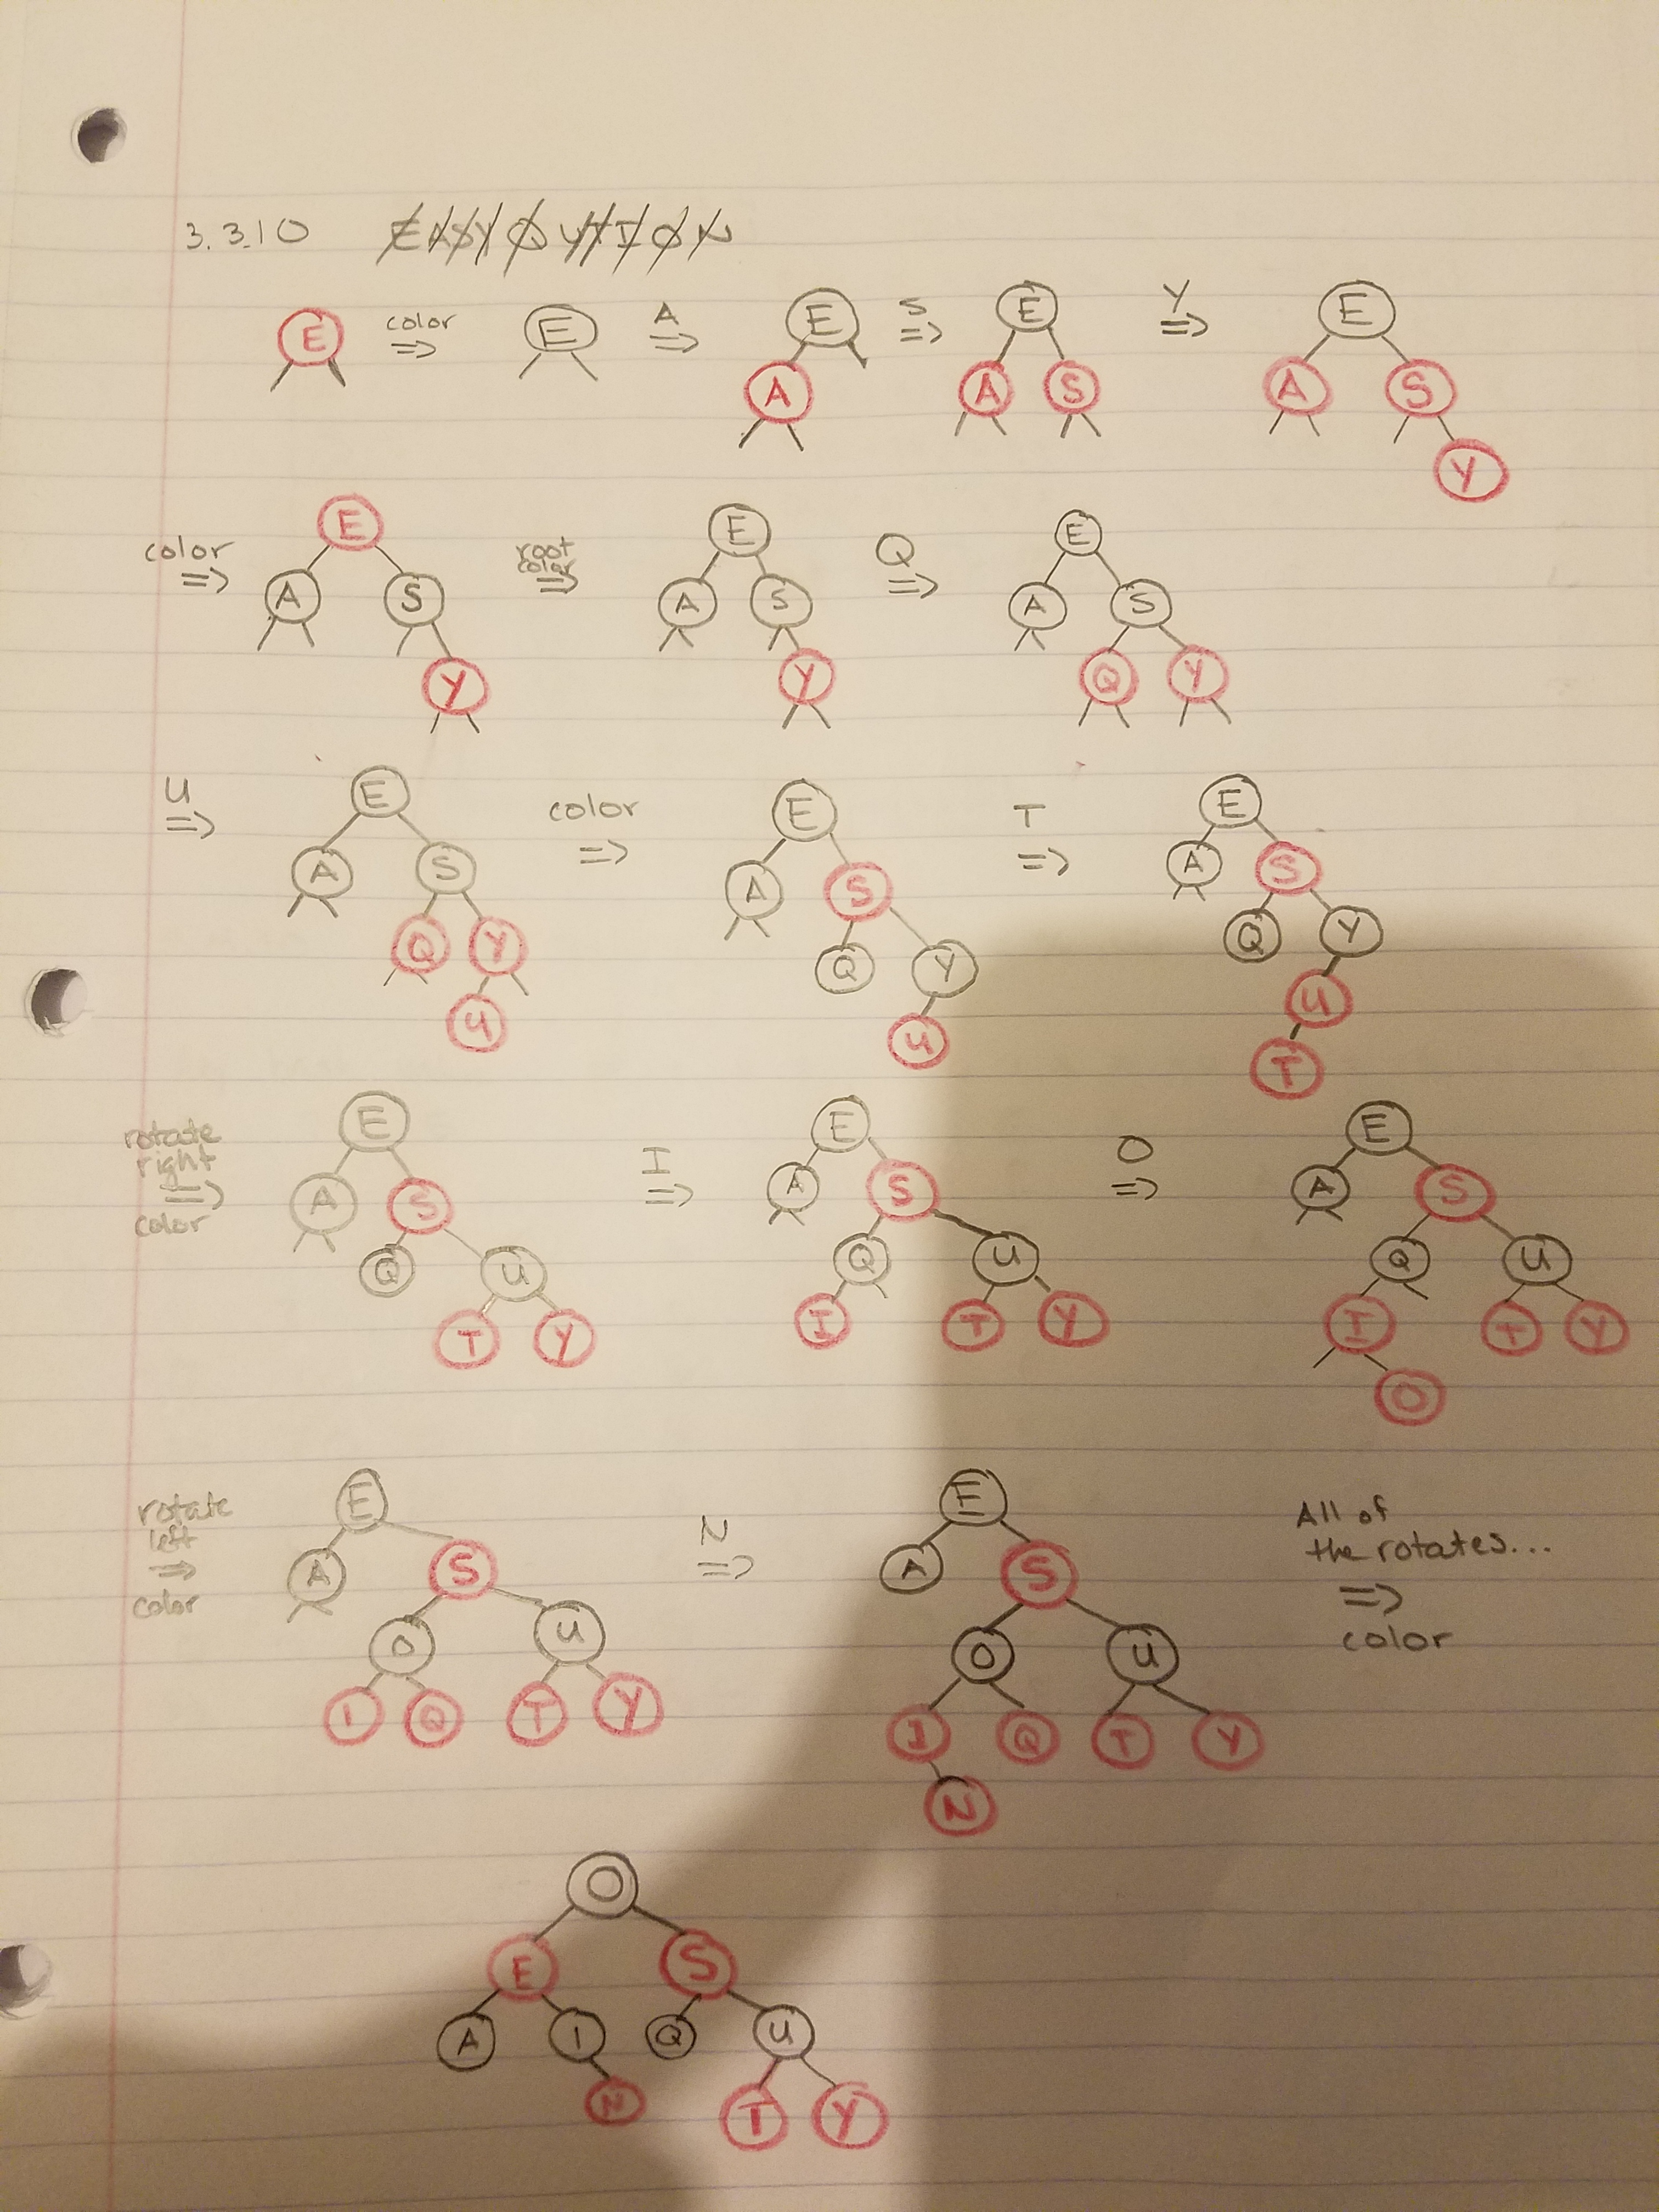 3.3.10 EASYQUTION
E color => E A => E S => E Y => E
A A S A S
Y
E E E
color => A S root color => A S Q => A S
Y Y Q Y
U => E color => E T => E
A S A S A S
Q Y Q Y Q Y
U U U
T
rotate right => color E I => E O => E
A S A S A S
Q U Q U Q U
T Y I T Y I T Y
O
rotate left => color E N => E All of the rotates... => color
A S A S
O U O U
I Q T Y I Q T Y
N
O
E S
A I Q U
N T Y